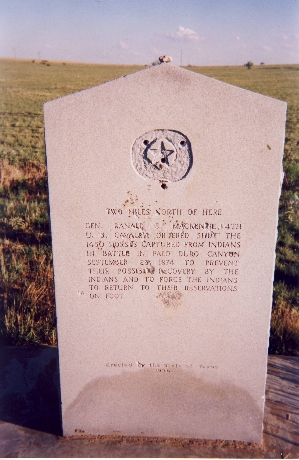 TWO MILES NORTH OF HERE
GEN. RANALD S. MACKENZIE, 4TH
U. S. CAVALRY, ORDERED SHOT THE
1450 HORSES CAPTURED FROM INDIANS
IN BATTLE IN PALO DURO CANYON
SEPTEMBER 28, 1874 TO PREVENT
THEIR POSSIBLE RECOVERY BY THE
INDIANS AND TO FORCE THE INDIANS
TO RETURN TO THEIR RESERVATIONS
ON FOOT
Erected by the State of Texas
1936